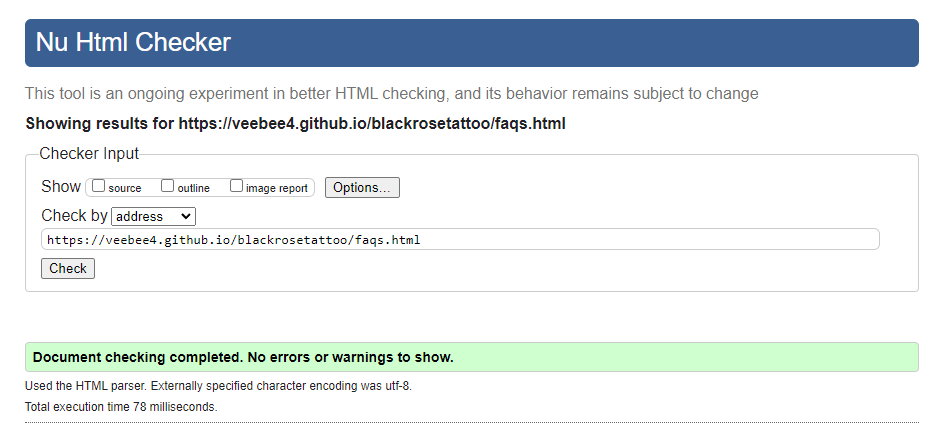 Nu Html Checker
This tool is an ongoing experiment in better HTML checking, and its behavior remains subject to change
Showing results for https://veebee4.github.io/blackrosetattoo/faqs.html
Checker Input
Show source outline image report Options...
Check by address
https://veebee4.github.io/blackrosetattoo/faqs.html
Check
Document checking completed. No errors or warnings to show.
Used the HTML parser. Externally specified character encoding was utf-8.
Total execution time 78 milliseconds.